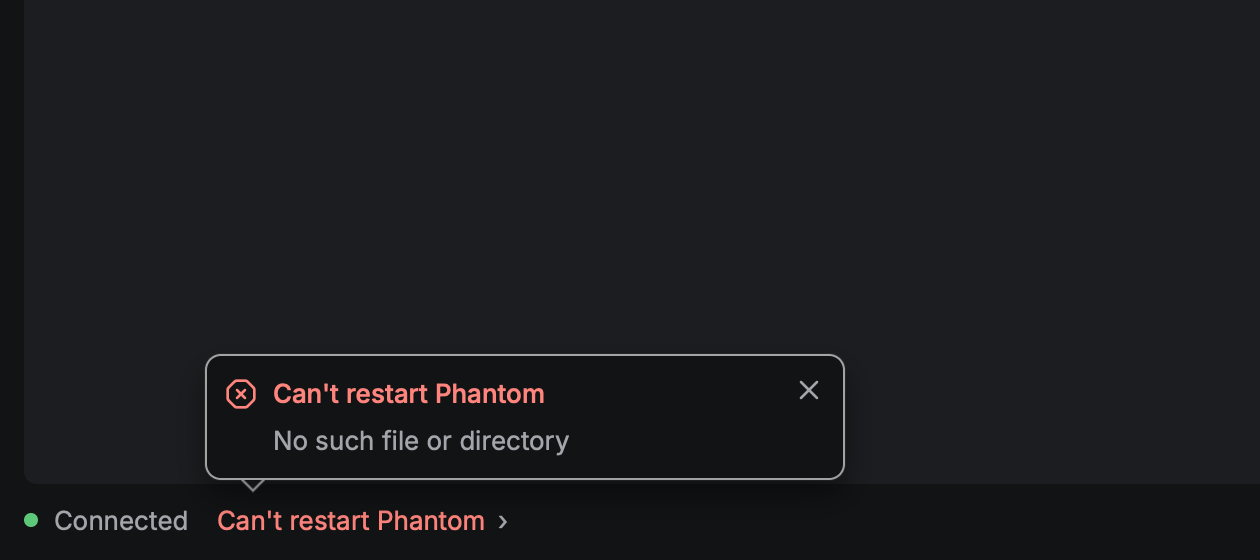 Can't restart Phantom
No such file or directory
Connected Can't restart Phantom ›